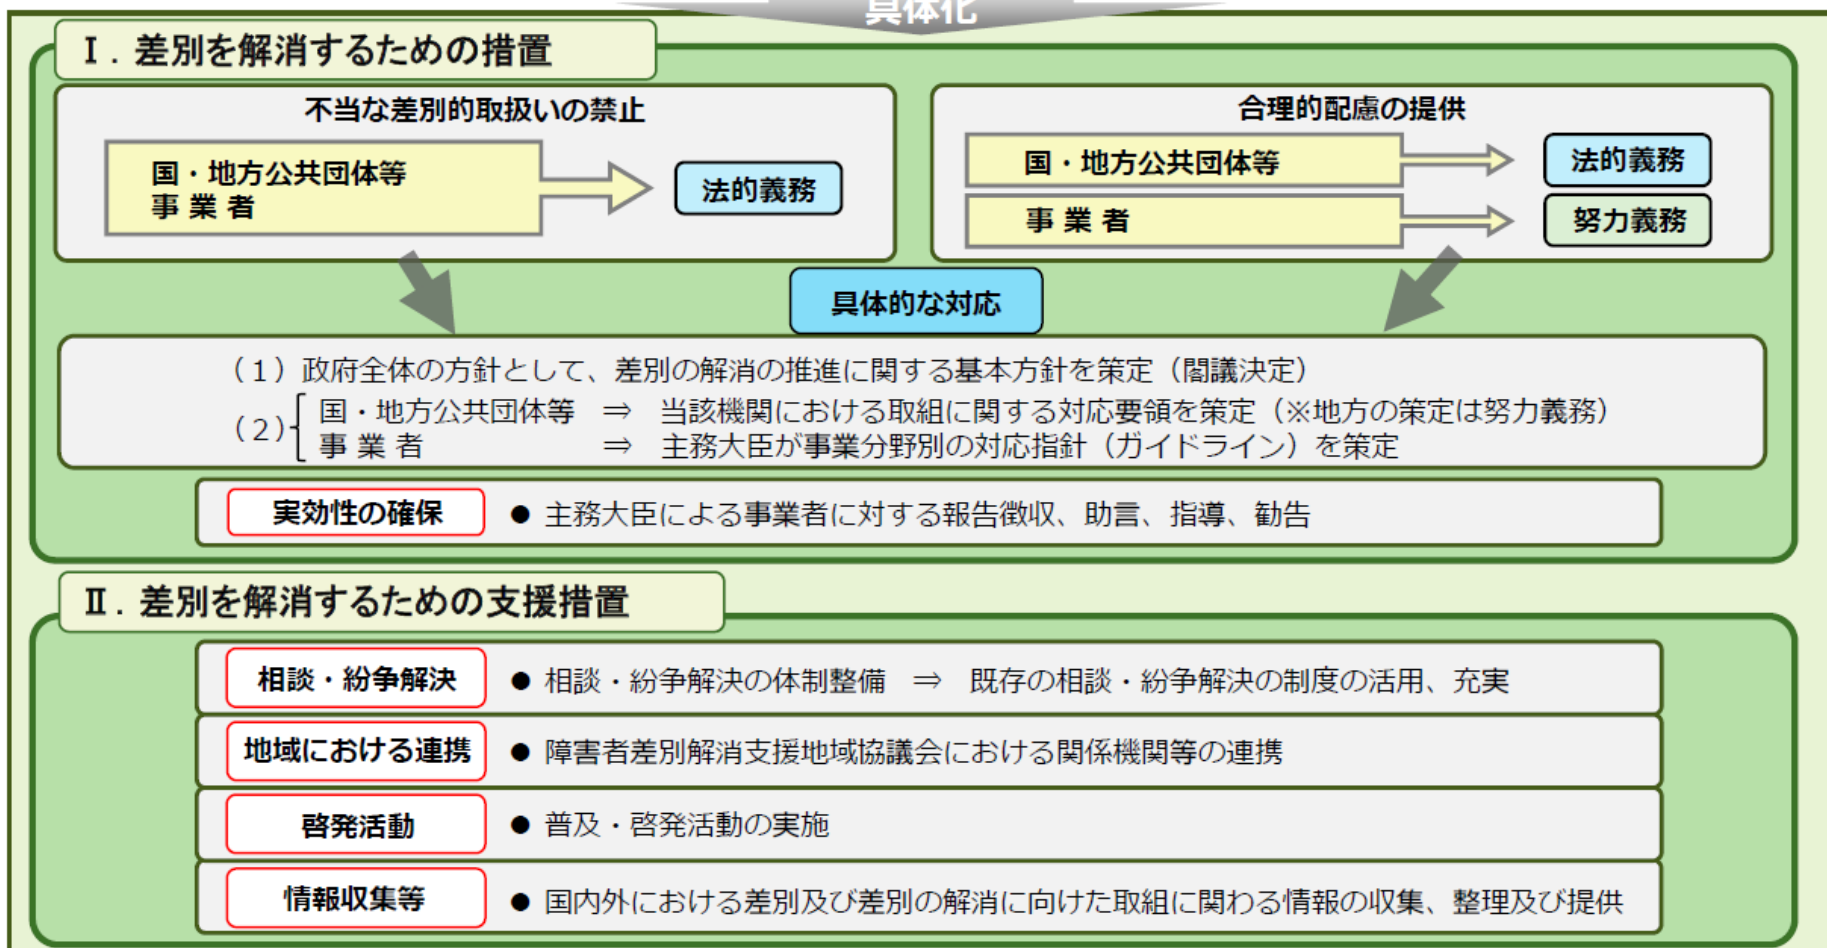 具体化
Ⅰ．差別を解消するための措置
不当な差別的取扱いの禁止
国・地方公共団体等
事 業 者
法的義務
合理的配慮の提供
国・地方公共団体等
法的義務
事 業 者
努力義務
具体的な対応
（１）政府全体の方針として、差別の解消の推進に関する基本方針を策定（閣議決定）
（２）
国・地方公共団体等 ⇒ 当該機関における取組に関する対応要領を策定（※地方の策定は努力義務）
事 業 者 ⇒ 主務大臣が事業分野別の対応指針（ガイドライン）を策定
実効性の確保 ● 主務大臣による事業者に対する報告徴収、助言、指導、勧告
Ⅱ．差別を解消するための支援措置
相談・紛争解決 ● 相談・紛争解決の体制整備 ⇒ 既存の相談・紛争解決の制度の活用、充実
地域における連携 ● 障害者差別解消支援地域協議会における関係機関等の連携
啓発活動 ● 普及・啓発活動の実施
情報収集等 ● 国内外における差別及び差別の解消に向けた取組に関わる情報の収集、整理及び提供